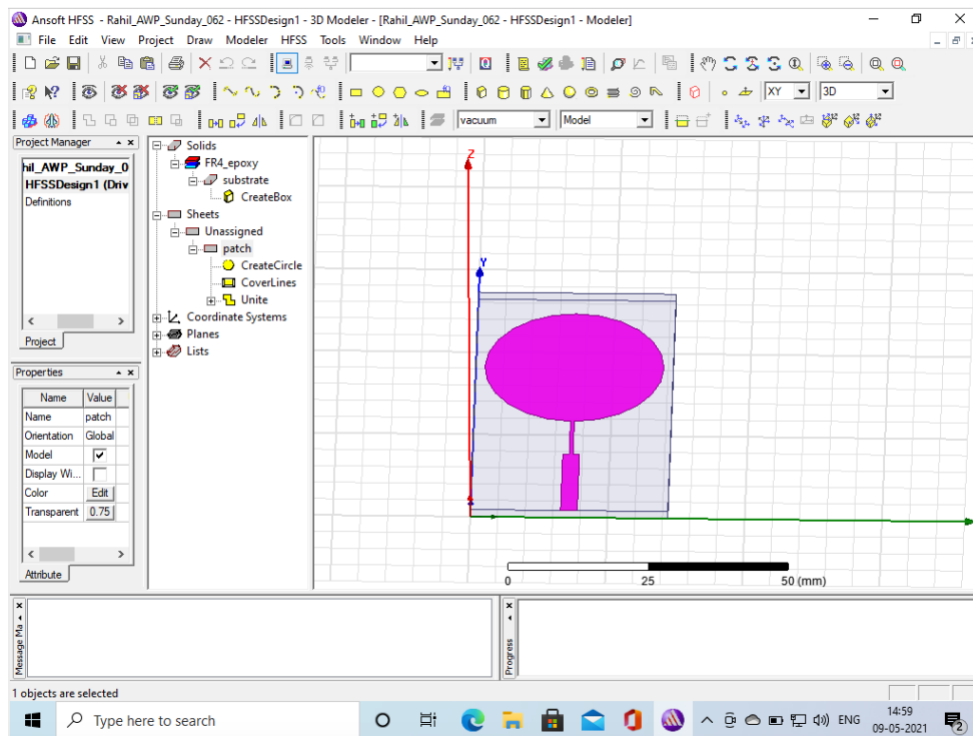 Ansoft HFSS - Rahil_AWP_Sunday_062 - HFSSDesign1 - 3D Modeler - [Rahil_AWP_Sunday_062 - HFSSDesign1 - Modeler]
File Edit View Project Draw Modeler HFSS Tools Window Help
XY 3D
vacuum Model
Project Manager
hil_AWP_Sunday_0
HFSSDesign1 (Driv
Definitions
Project
Properties
Name Value
Name patch
Orientation Global
Model
Display Wi...
Color Edit
Transparent 0.75
Attribute
Solids
FR4_epoxy
substrate
CreateBox
Sheets
Unassigned
patch
CreateCircle
CoverLines
Unite
Coordinate Systems
Planes
Lists
Z
Y
0 25 50 (mm)
Message Ma
Progress
1 objects are selected
Type here to search
ENG
14:59
09-05-2021
2